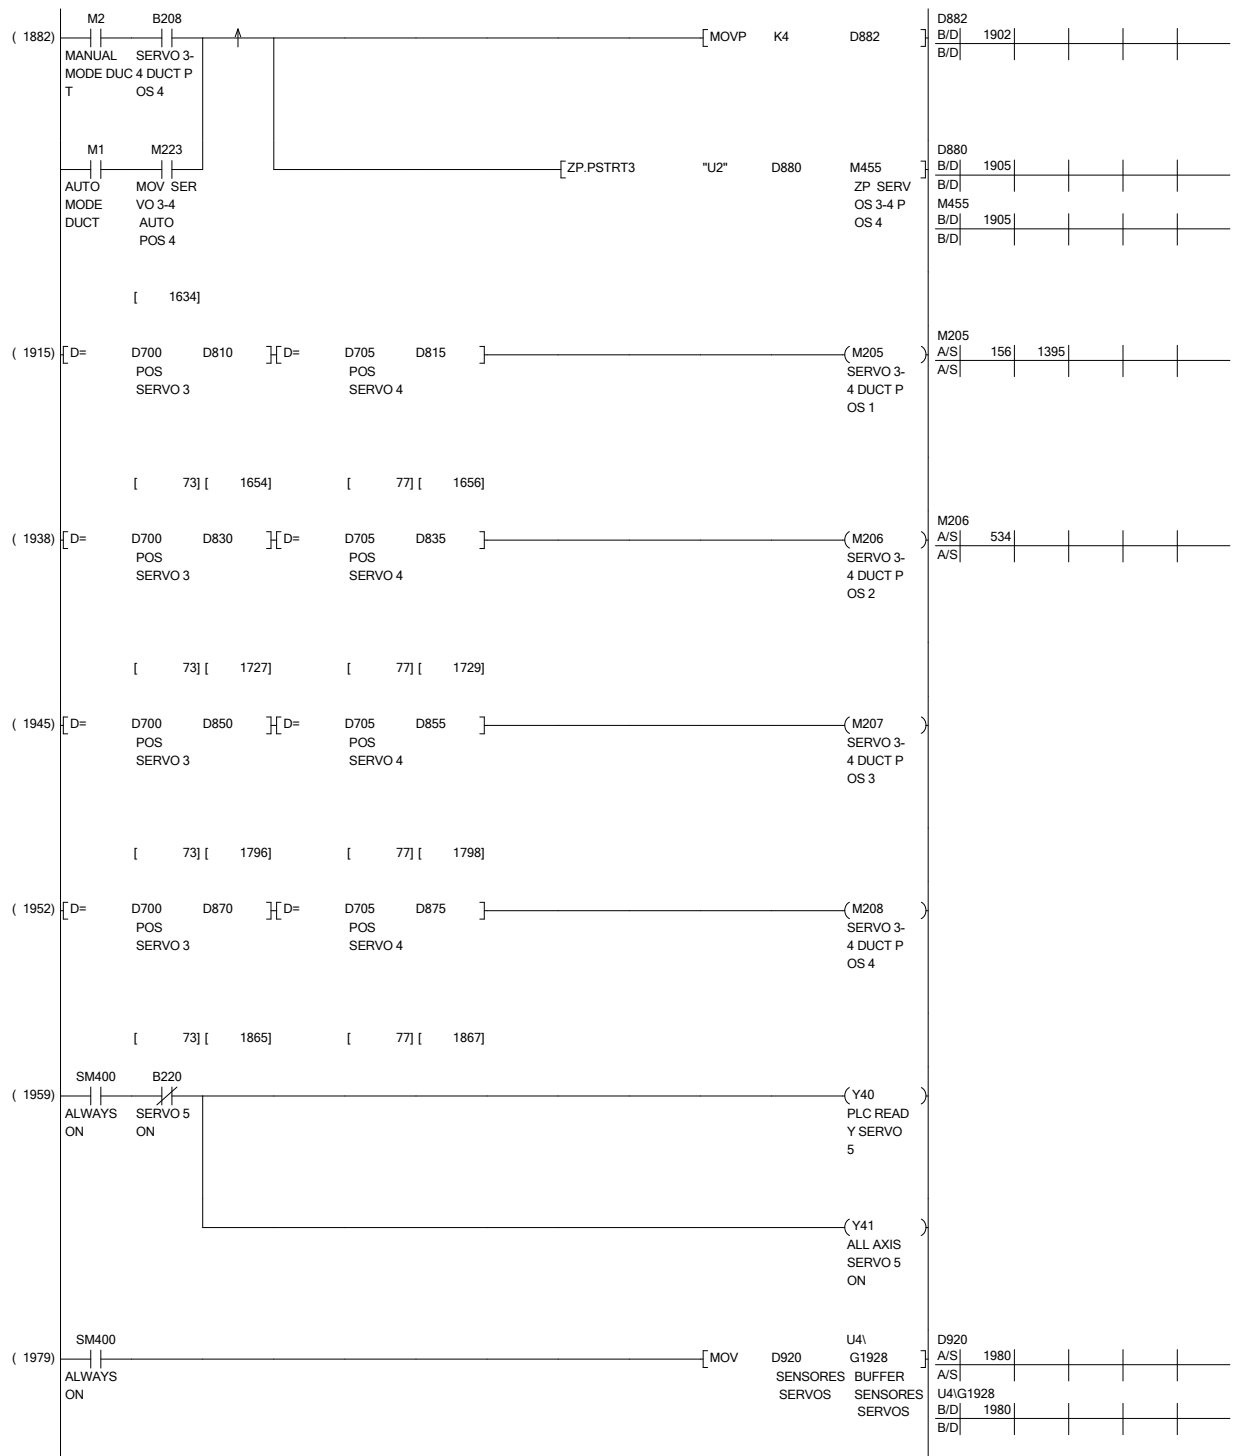 M2 B208 D882
( 1882) [MOVP K4 D882 ] B/D 1902
MANUAL SERVO 3- B/D
MODE DUC 4 DUCT P
T OS 4
M1 M223 D880
[ZP.PSTRT3 "U2" D880 M455 ] B/D 1905
AUTO MOV SER ZP SERV B/D
MODE VO 3-4 OS 3-4 P M455
DUCT AUTO OS 4 B/D 1905
POS 4 B/D
[ 1634]
M205
( 1915) [D= D700 D810 ] [D= D705 D815 ] (M205 ) A/S 156 1395
POS POS SERVO 3- A/S
SERVO 3 SERVO 4 4 DUCT P
OS 1
[ 73] [ 1654] [ 77] [ 1656]
M206
( 1938) [D= D700 D830 ] [D= D705 D835 ] (M206 ) A/S 534
POS POS SERVO 3- A/S
SERVO 3 SERVO 4 4 DUCT P
OS 2
[ 73] [ 1727] [ 77] [ 1729]
( 1945) [D= D700 D850 ] [D= D705 D855 ] (M207 )
POS POS SERVO 3-
SERVO 3 SERVO 4 4 DUCT P
OS 3
[ 73] [ 1796] [ 77] [ 1798]
( 1952) [D= D700 D870 ] [D= D705 D875 ] (M208 )
POS POS SERVO 3-
SERVO 3 SERVO 4 4 DUCT P
OS 4
[ 73] [ 1865] [ 77] [ 1867]
SM400 B220
( 1959) (Y40 )
ALWAYS SERVO 5 PLC READ
ON ON Y SERVO
5
(Y41 )
ALL AXIS
SERVO 5
ON
SM400 U4\ D920
( 1979) [MOV D920 G1928 ] A/S 1980
ALWAYS SENSORES BUFFER A/S
ON SERVOS SENSORES U4\G1928
SERVOS B/D 1980
B/D